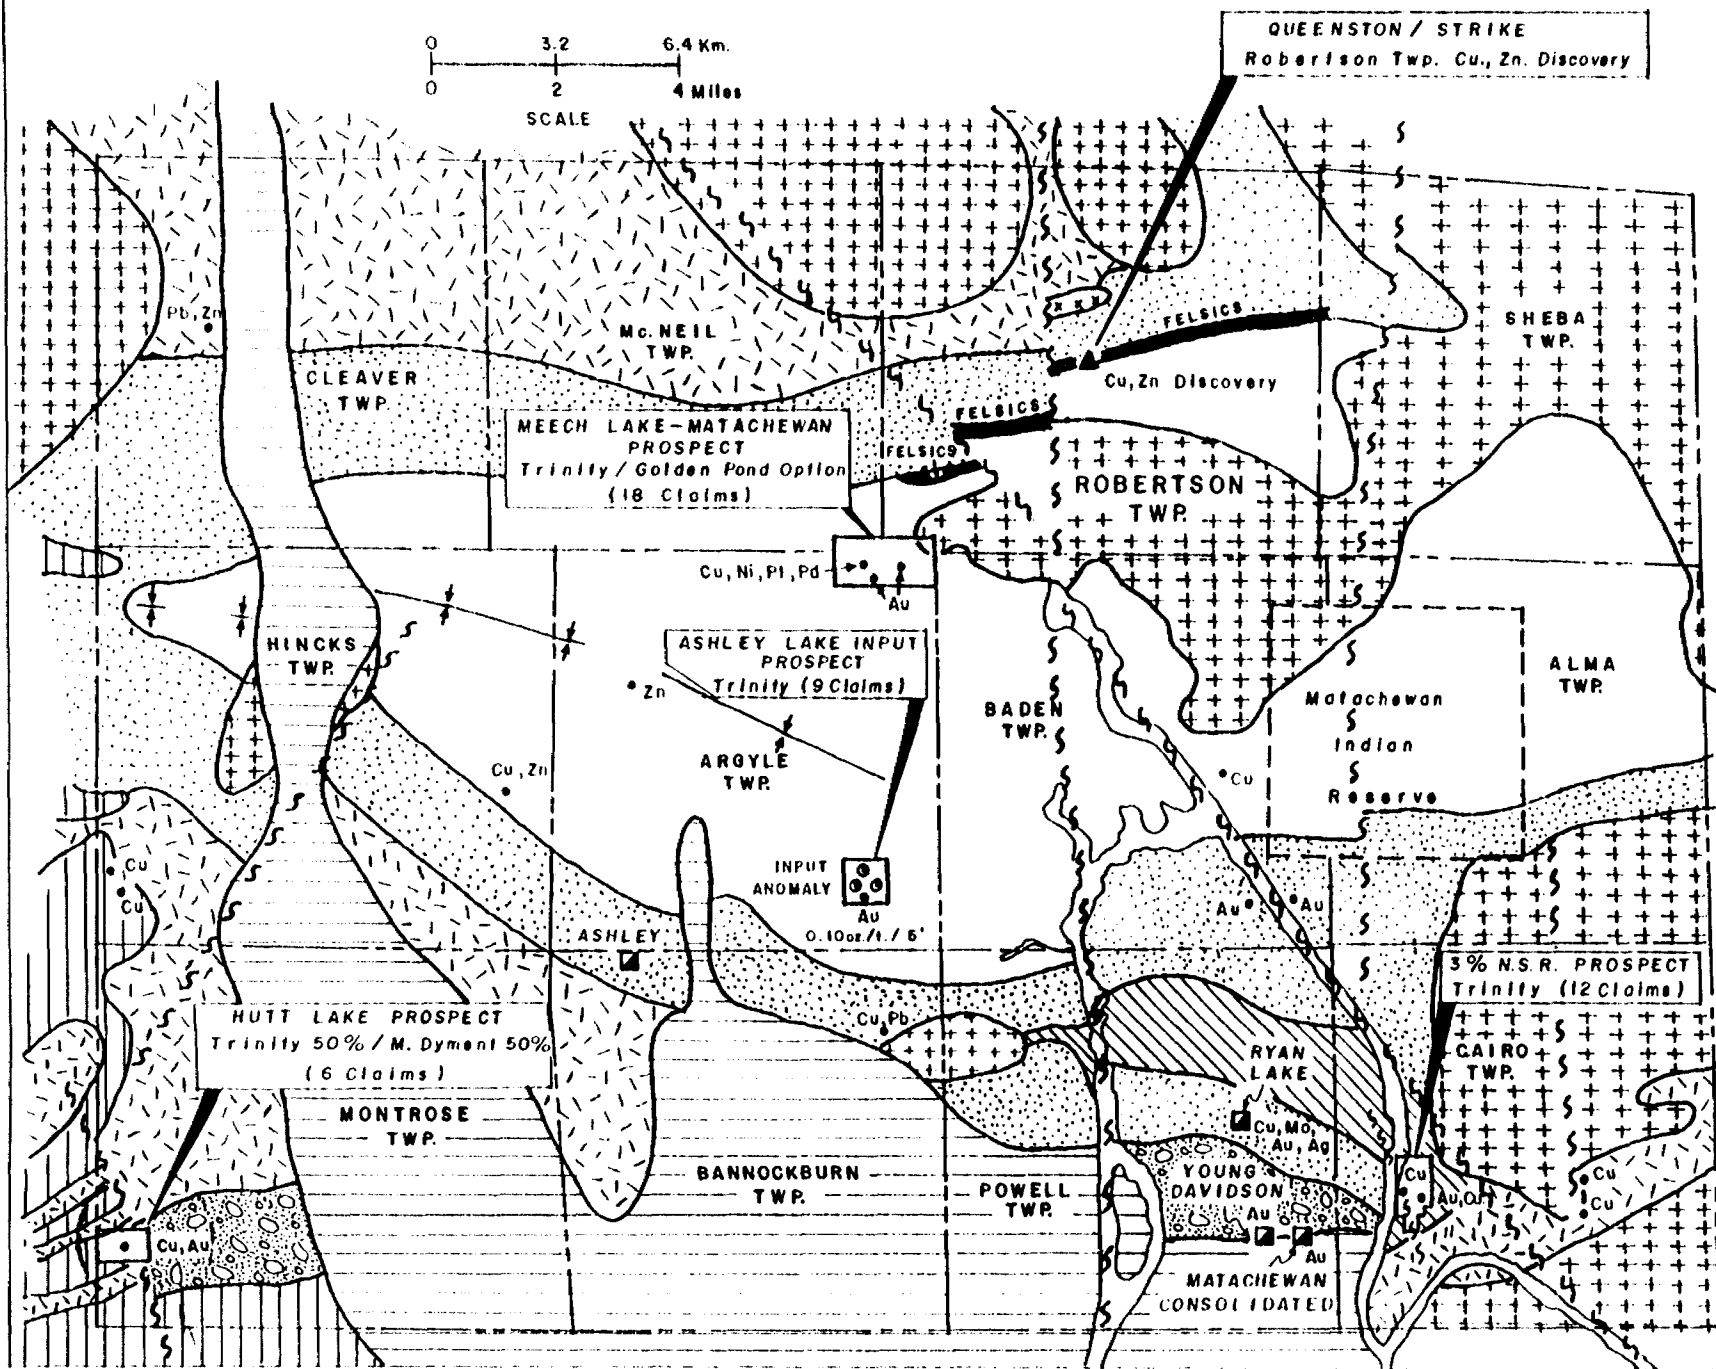 QUEENSTON / STRIKE
Robertson Twp. Cu., Zn. Discovery
0 3.2 6.4 Km.
0 2 4 Miles
SCALE
Pb, Zn
Mc. NEIL
TWP.
FELSICS
SHEBA
TWP.
CLEAVER
TWP.
Cu, Zn Discovery
FELSICS
MEECH LAKE-MATACHEWAN
PROSPECT
Trinity / Golden Pond Option
(18 Claims)
FELSICS
ROBERTSON
TWP.
Cu, Ni, Pt, Pd
Au
HINCKS
TWP.
ASHLEY LAKE INPUT
PROSPECT
Trinity (9 Claims)
Zn
BADEN
TWP.
ALMA
TWP.
Matachewan
Indian
Reserve
ARGYLE
TWP.
Cu, Zn
Cu
INPUT
ANOMALY
Au
0.10 oz./t. / 5'
Cu
Cu
Au
Au
ASHLEY
3% N.S.R. PROSPECT
Trinity (12 Claims)
HUTT LAKE PROSPECT
Trinity 50% / M. Dyment 50%
(6 Claims)
Cu, Pb
RYAN
LAKE
CAIRO
TWP.
MONTROSE
TWP.
Cu, Mo,
Au, Ag
BANNOCKBURN
TWP.
POWELL
TWP.
YOUNG
DAVIDSON
Au
Cu
Au, Cu
Cu
Cu
Cu, Au
Au
MATACHEWAN
CONSOLIDATED